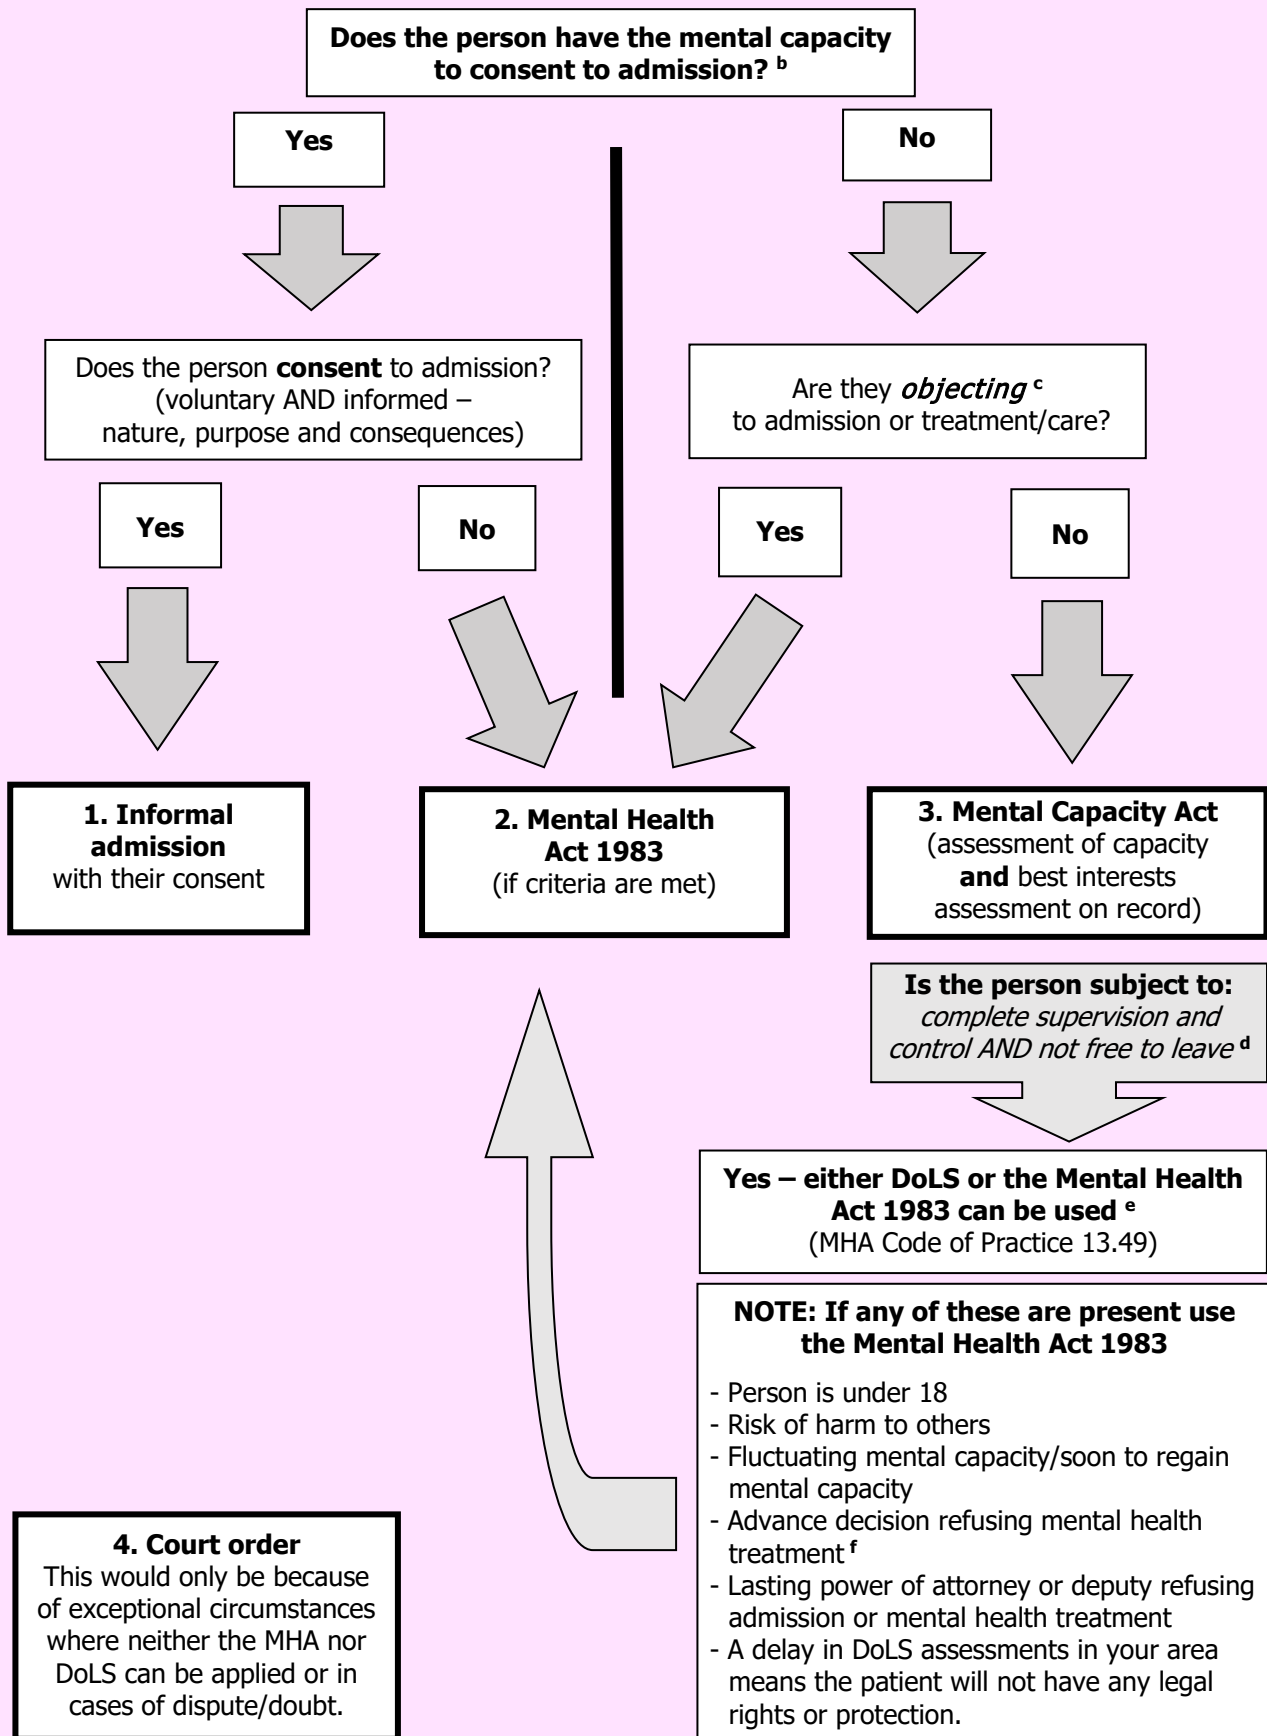 Does the person have the mental capacity
to consent to admission? b
Yes
No
Does the person consent to admission?
(voluntary AND informed –
nature, purpose and consequences)
Are they objecting c
to admission or treatment/care?
Yes
No
Yes
No
1. Informal
admission
with their consent
2. Mental Health
Act 1983
(if criteria are met)
3. Mental Capacity Act
(assessment of capacity
and best interests
assessment on record)
Is the person subject to:
complete supervision and
control AND not free to leave d
Yes – either DoLS or the Mental Health
Act 1983 can be used e
(MHA Code of Practice 13.49)
NOTE: If any of these are present use
the Mental Health Act 1983
- Person is under 18
- Risk of harm to others
- Fluctuating mental capacity/soon to regain
mental capacity
- Advance decision refusing mental health
treatment f
- Lasting power of attorney or deputy refusing
admission or mental health treatment
- A delay in DoLS assessments in your area
means the patient will not have any legal
rights or protection.
4. Court order
This would only be because
of exceptional circumstances
where neither the MHA nor
DoLS can be applied or in
cases of dispute/doubt.